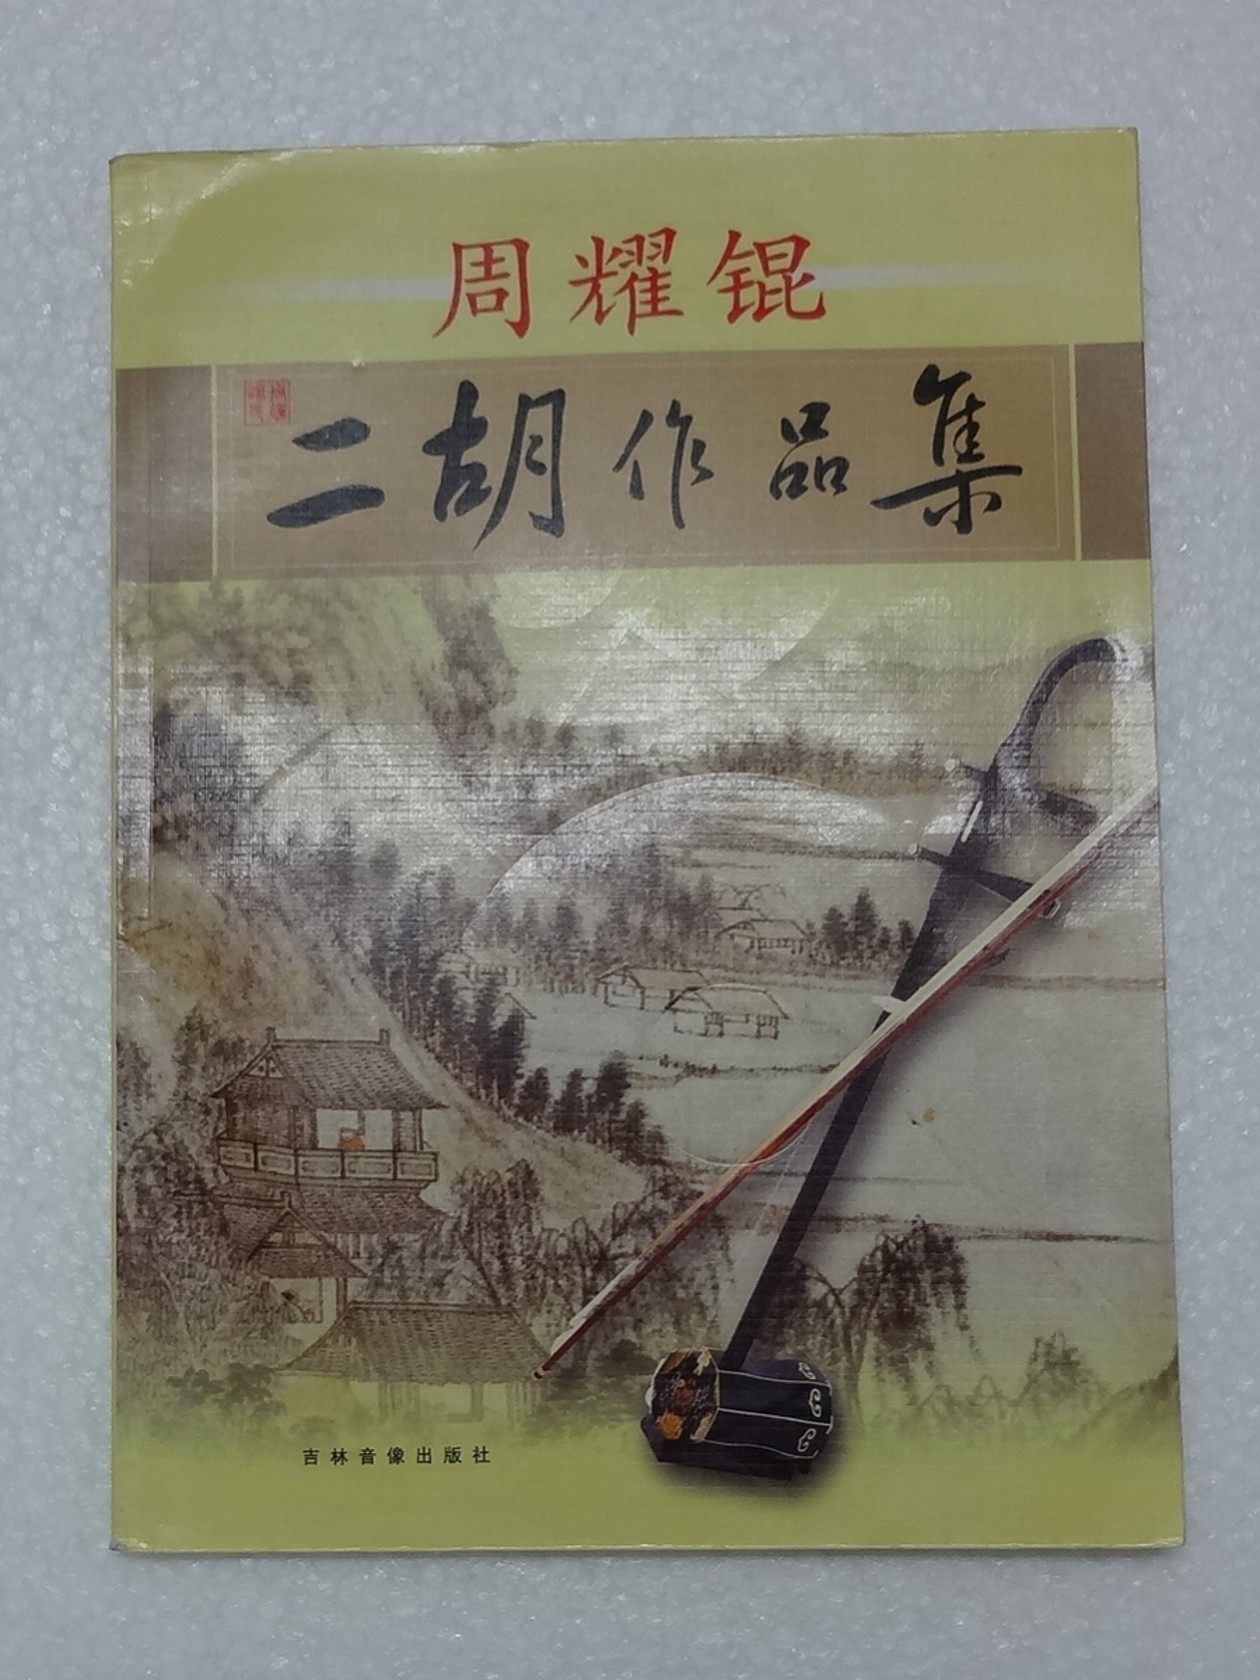 周耀锟
二胡作品集
吉林音像出版社